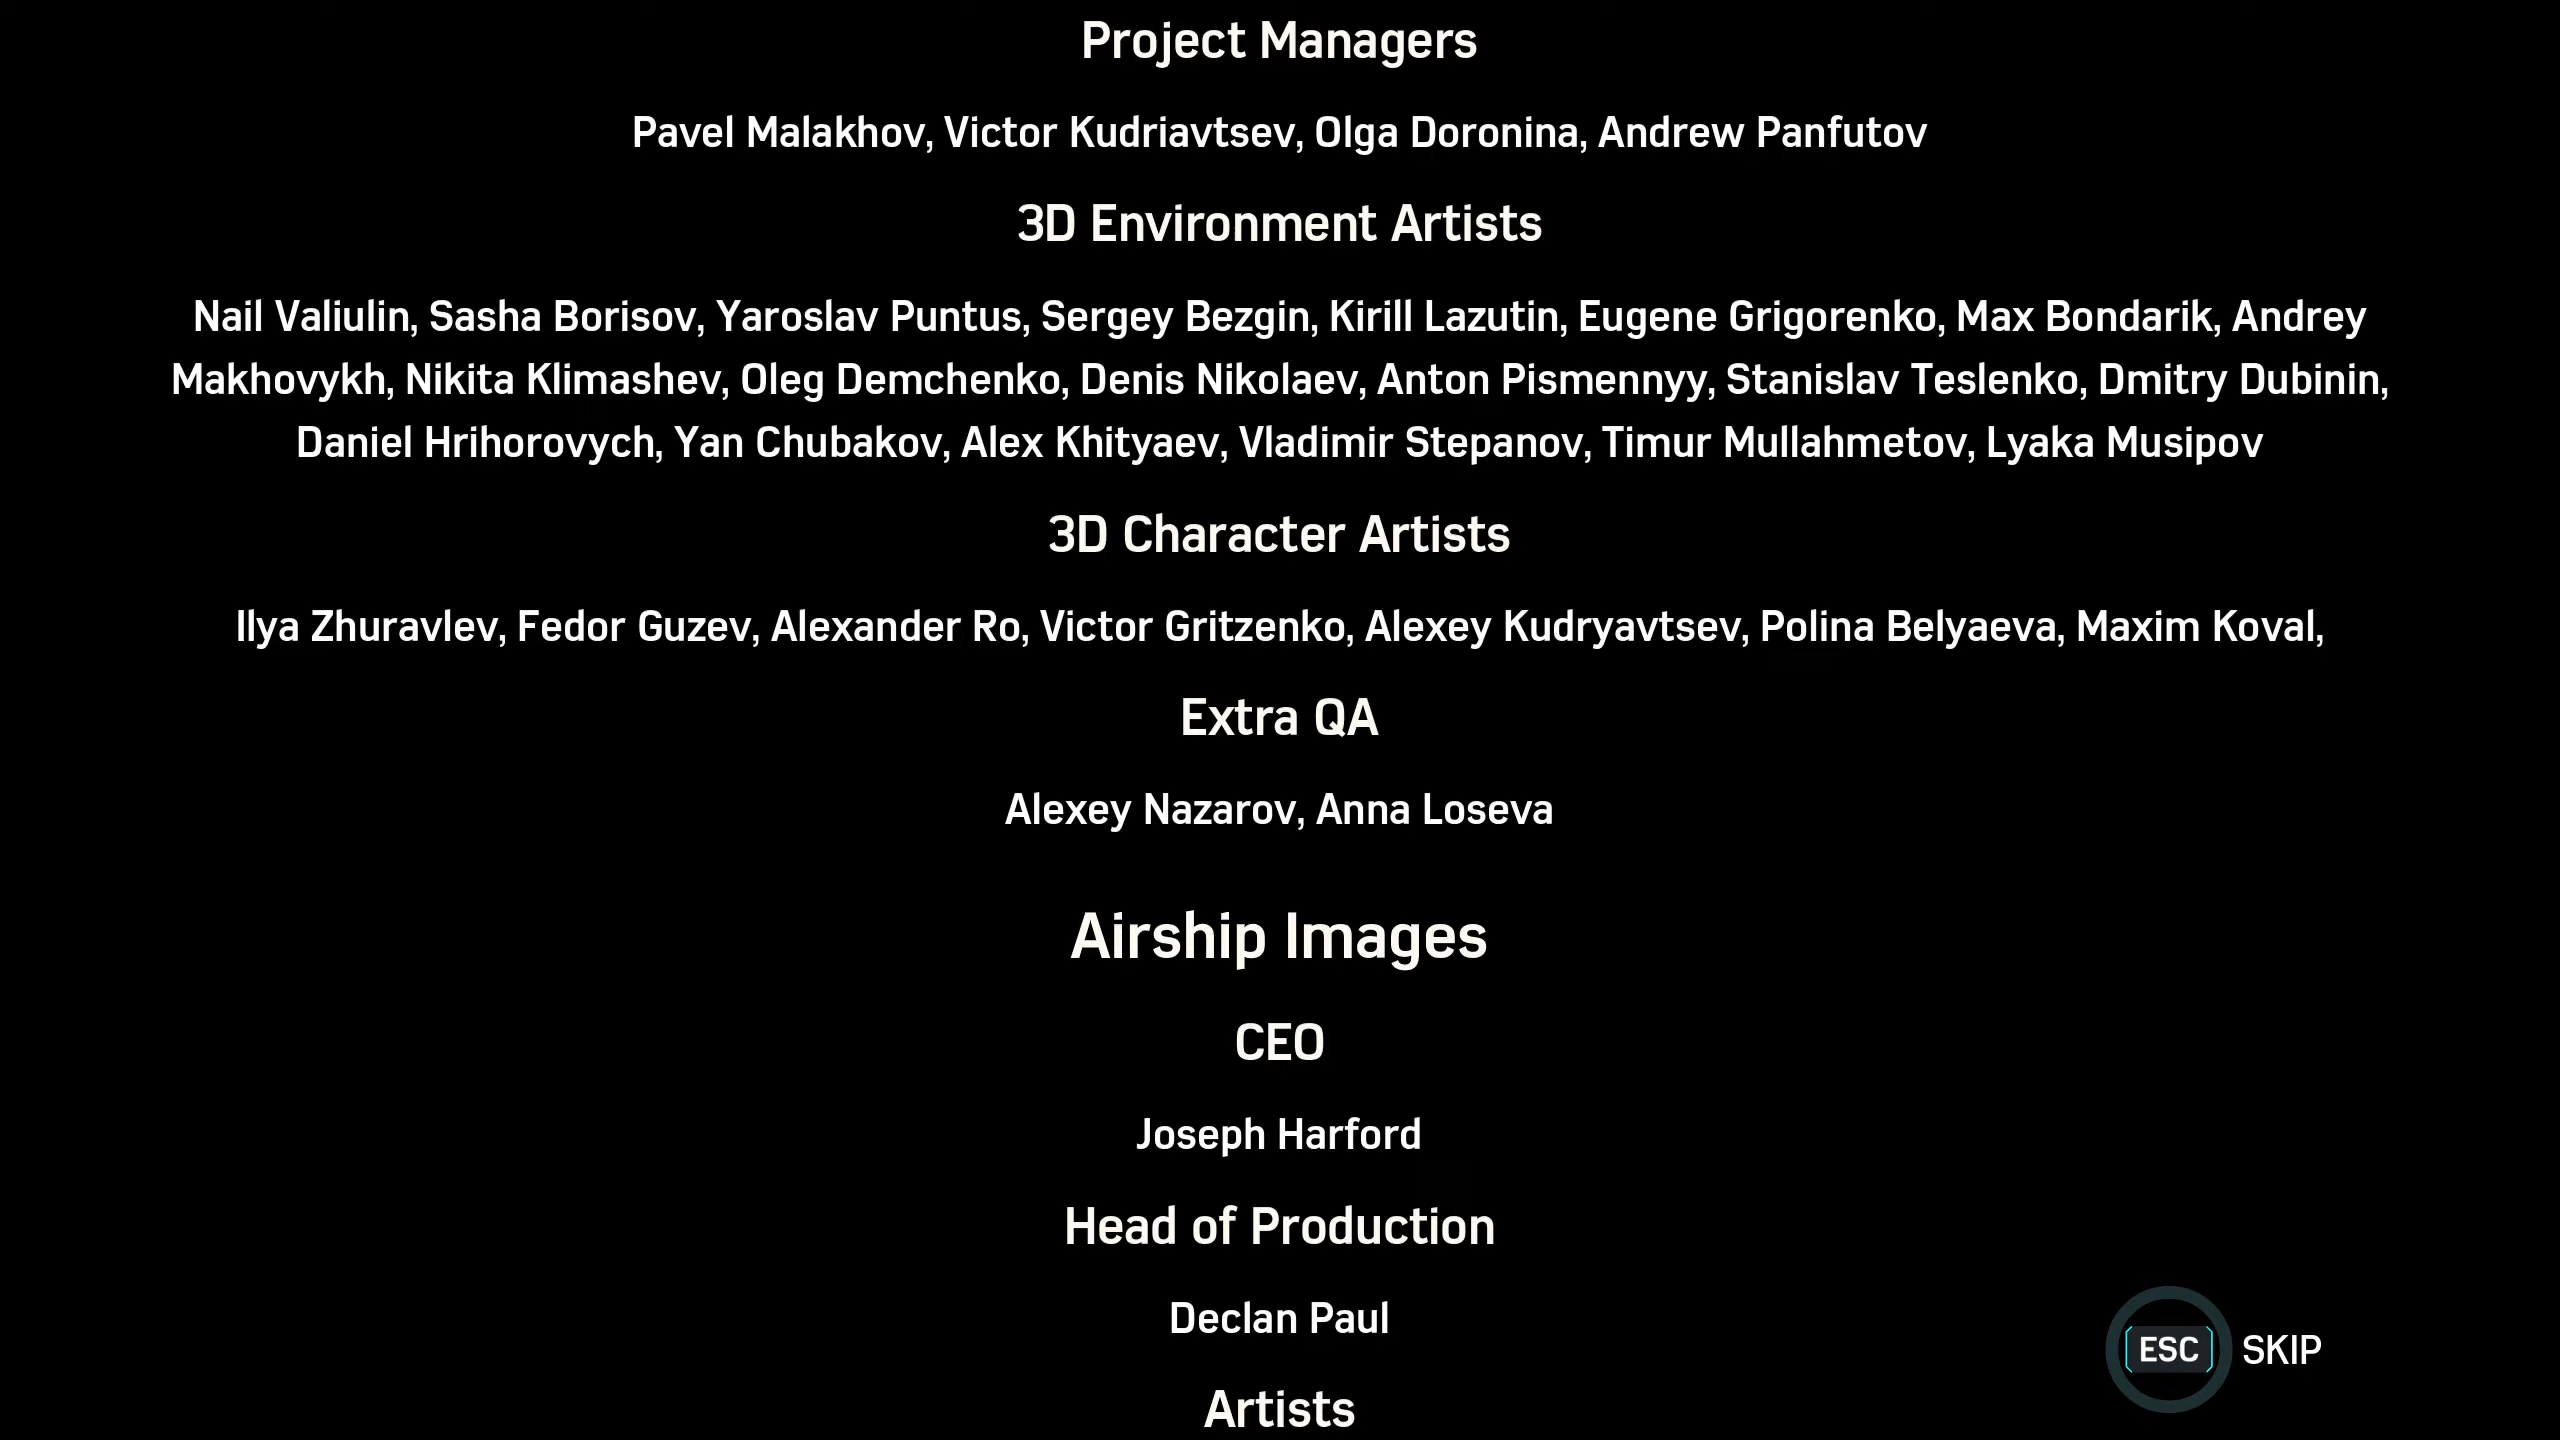 Project Managers
Pavel Malakhov, Victor Kudriavtsev, Olga Doronina, Andrew Panfutov
3D Environment Artists
Nail Valiulin, Sasha Borisov, Yaroslav Puntus, Sergey Bezgin, Kirill Lazutin, Eugene Grigorenko, Max Bondarik, Andrey
Makhovykh, Nikita Klimashev, Oleg Demchenko, Denis Nikolaev, Anton Pismennyy, Stanislav Teslenko, Dmitry Dubinin,
Daniel Hrihorovych, Yan Chubakov, Alex Khityaev, Vladimir Stepanov, Timur Mullahmetov, Lyaka Musipov
3D Character Artists
Ilya Zhuravlev, Fedor Guzev, Alexander Ro, Victor Gritzenko, Alexey Kudryavtsev, Polina Belyaeva, Maxim Koval,
Extra QA
Alexey Nazarov, Anna Loseva
Airship Images
CEO
Joseph Harford
Head of Production
Declan Paul
ESC SKIP
Artists